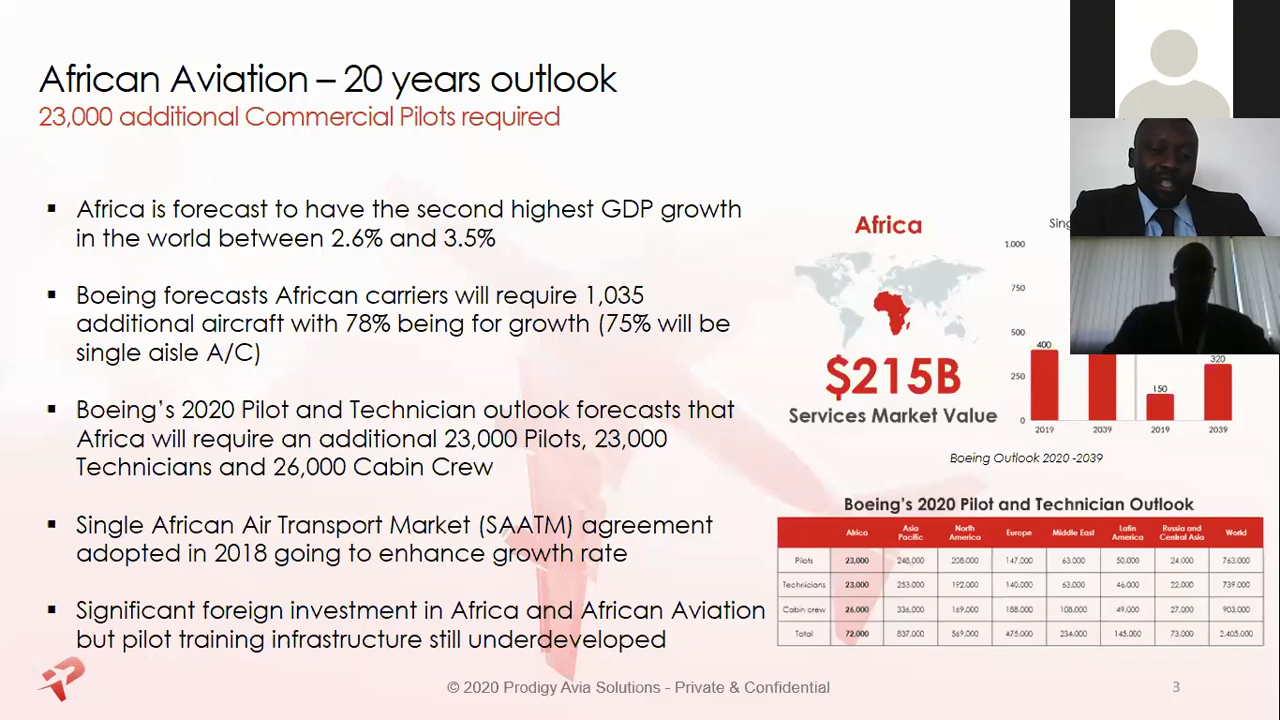 African Aviation – 20 years outlook
23,000 additional Commercial Pilots required
▪ Africa is forecast to have the second highest GDP growth
in the world between 2.6% and 3.5%
▪ Boeing forecasts African carriers will require 1,035
additional aircraft with 78% being for growth (75% will be
single aisle A/C)
▪ Boeing's 2020 Pilot and Technician outlook forecasts that
Africa will require an additional 23,000 Pilots, 23,000
Technicians and 26,000 Cabin Crew
▪ Single African Air Transport Market (SAATM) agreement
adopted in 2018 going to enhance growth rate
▪ Significant foreign investment in Africa and African Aviation
but pilot training infrastructure still underdeveloped
Africa
$215B
Services Market Value
1,000
750
500
250
0
400
150
320
2019 2039 2019 2039
Boeing Outlook 2020 -2039
Boeing's 2020 Pilot and Technician Outlook
Africa Asia Pacific North America Europe Middle East Latin America Russia and Central Asia World
Pilots 23,000 248,000 208,000 147,000 63,000 50,000 24,000 763,000
Technicians 23,000 253,000 192,000 140,000 63,000 46,000 22,000 739,000
Cabin crew 26,000 336,000 169,000 188,000 108,000 49,000 27,000 903,000
Total 72,000 837,000 569,000 475,000 234,000 145,000 73,000 2,405,000
© 2020 Prodigy Avia Solutions - Private & Confidential
3